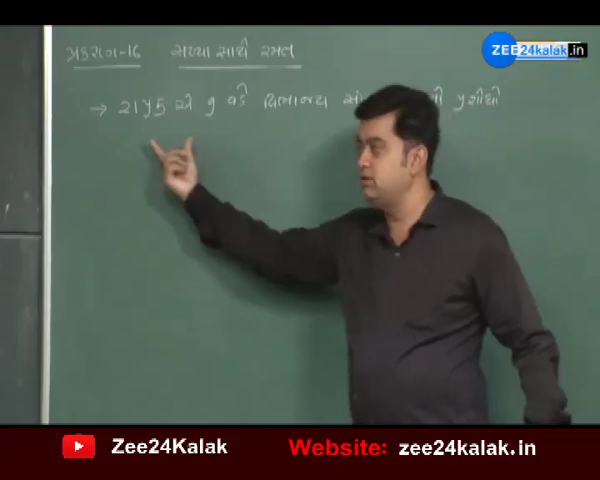 પ્રકરણ-16 સંખ્યા સાથે રમત
ZEE24kalak.in
→ 21y5 એ 9 વડે વિભાજ્ય y શોધો
Zee24Kalak Website: zee24kalak.in